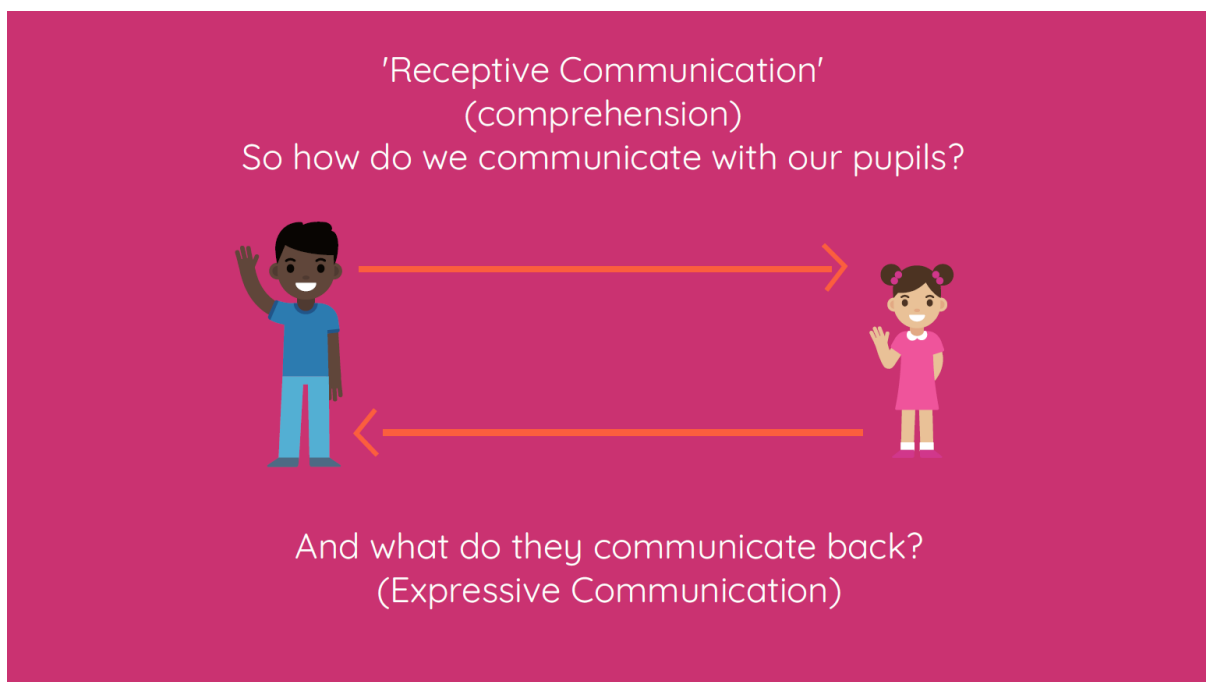 'Receptive Communication'
(comprehension)
So how do we communicate with our pupils?
And what do they communicate back?
(Expressive Communication)